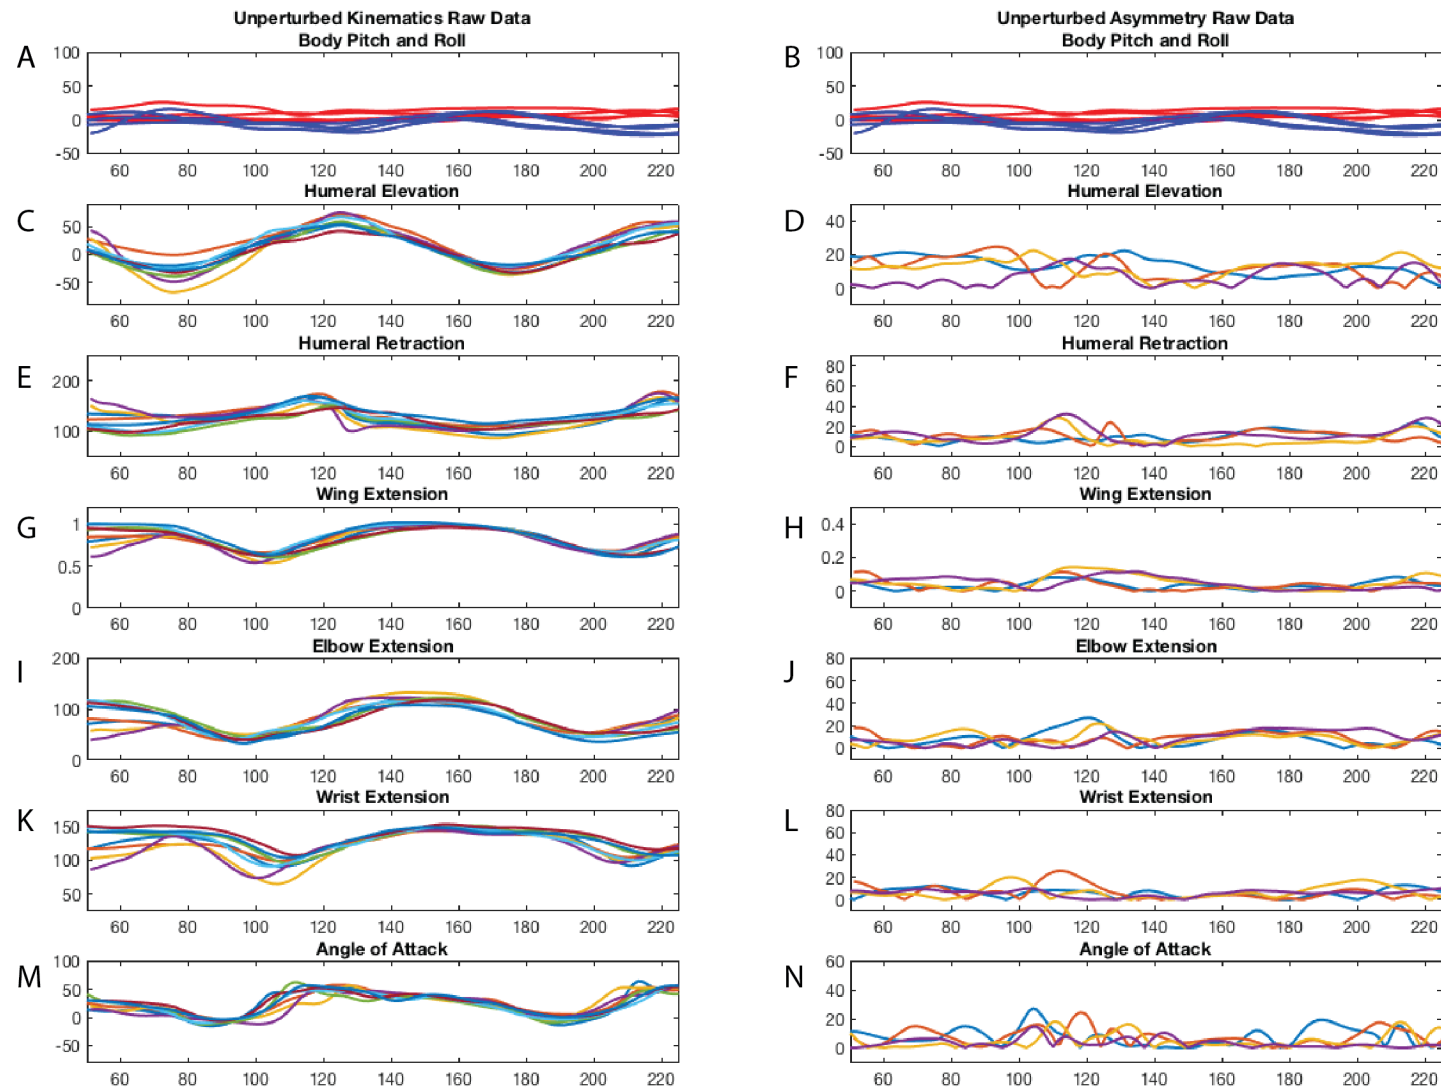 Unperturbed Kinematics Raw Data
Body Pitch and Roll
A
100
50
0
-50
60 80 100 120 140 160 180 200 220
Humeral Elevation
C
50
0
-50
60 80 100 120 140 160 180 200 220
Humeral Retraction
E
200
100
60 80 100 120 140 160 180 200 220
Wing Extension
G
1
0.5
0
60 80 100 120 140 160 180 200 220
Elbow Extension
I
200
100
0
60 80 100 120 140 160 180 200 220
Wrist Extension
K
150
100
50
60 80 100 120 140 160 180 200 220
Angle of Attack
M
100
50
0
-50
60 80 100 120 140 160 180 200 220
Unperturbed Asymmetry Raw Data
Body Pitch and Roll
B
100
50
0
-50
60 80 100 120 140 160 180 200 220
Humeral Elevation
D
40
20
0
60 80 100 120 140 160 180 200 220
Humeral Retraction
F
80
60
40
20
0
60 80 100 120 140 160 180 200 220
Wing Extension
H
0.4
0.2
0
60 80 100 120 140 160 180 200 220
Elbow Extension
J
80
60
40
20
0
60 80 100 120 140 160 180 200 220
Wrist Extension
L
80
60
40
20
0
60 80 100 120 140 160 180 200 220
Angle of Attack
N
60
40
20
0
60 80 100 120 140 160 180 200 220